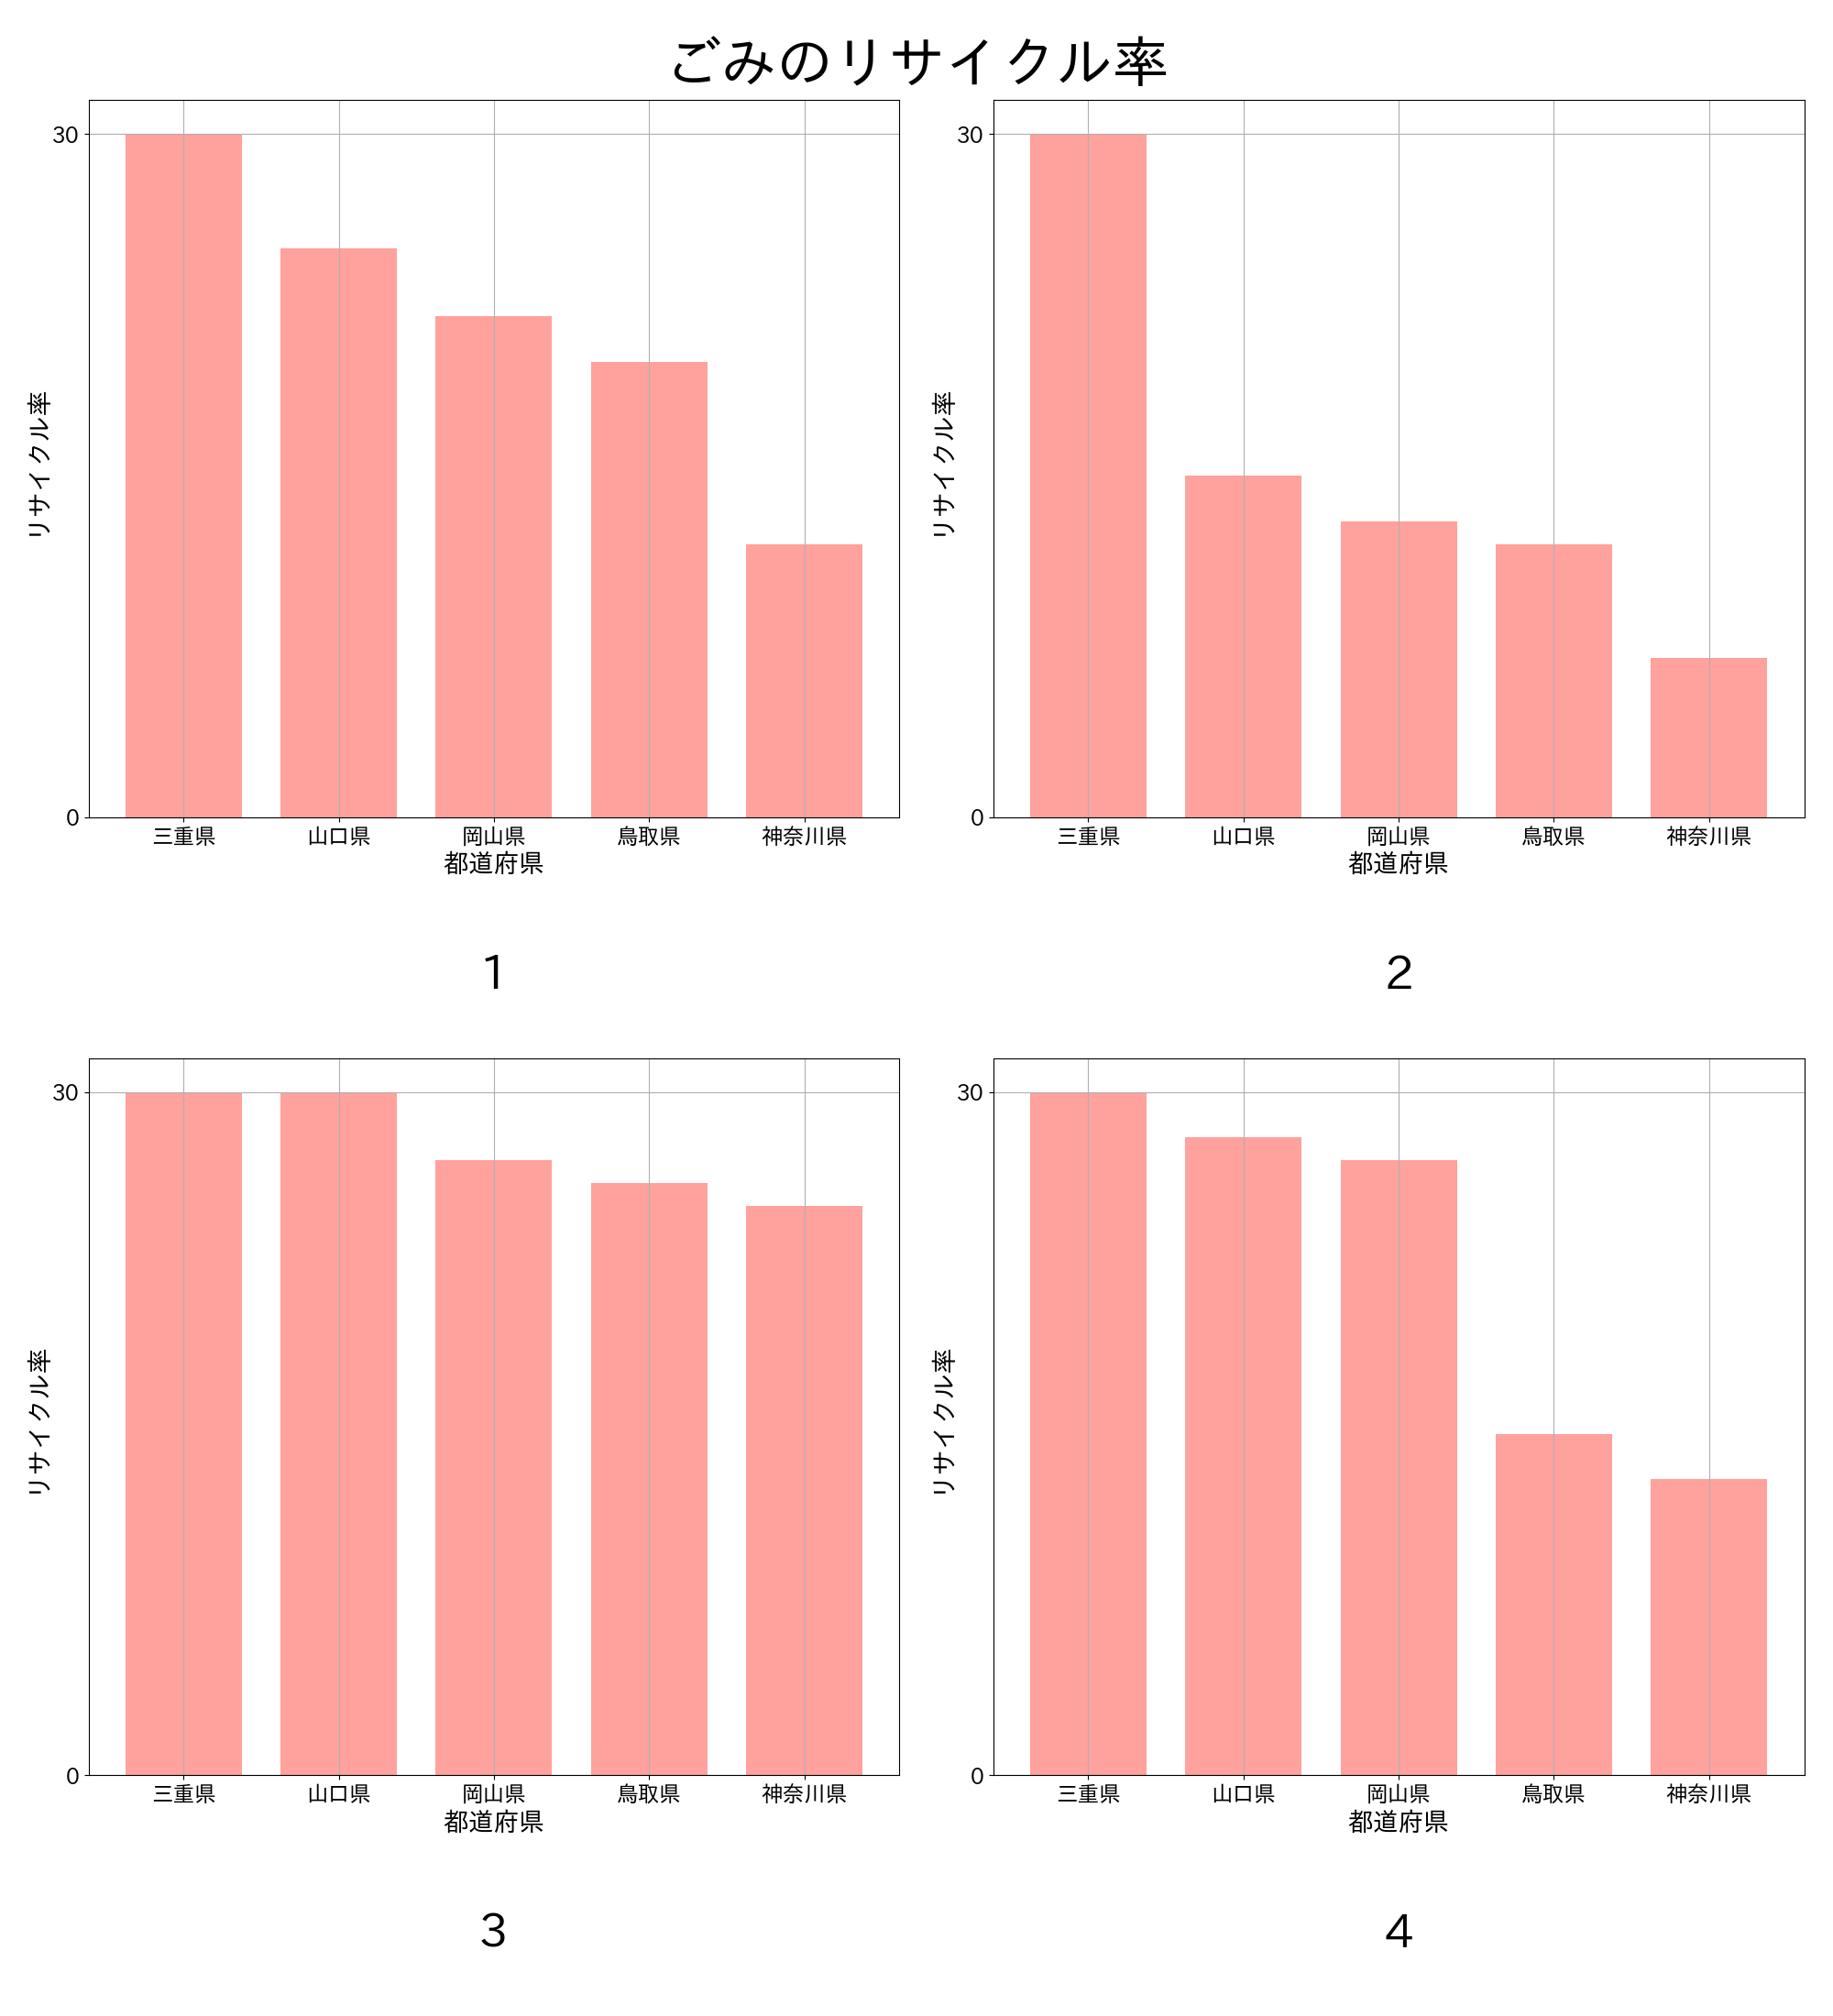 ごみのリサイクル率
30
0
リサイクル率
三重県 山口県 岡山県 鳥取県 神奈川県
都道府県
1
30
0
リサイクル率
三重県 山口県 岡山県 鳥取県 神奈川県
都道府県
2
30
0
リサイクル率
三重県 山口県 岡山県 鳥取県 神奈川県
都道府県
3
30
0
リサイクル率
三重県 山口県 岡山県 鳥取県 神奈川県
都道府県
4